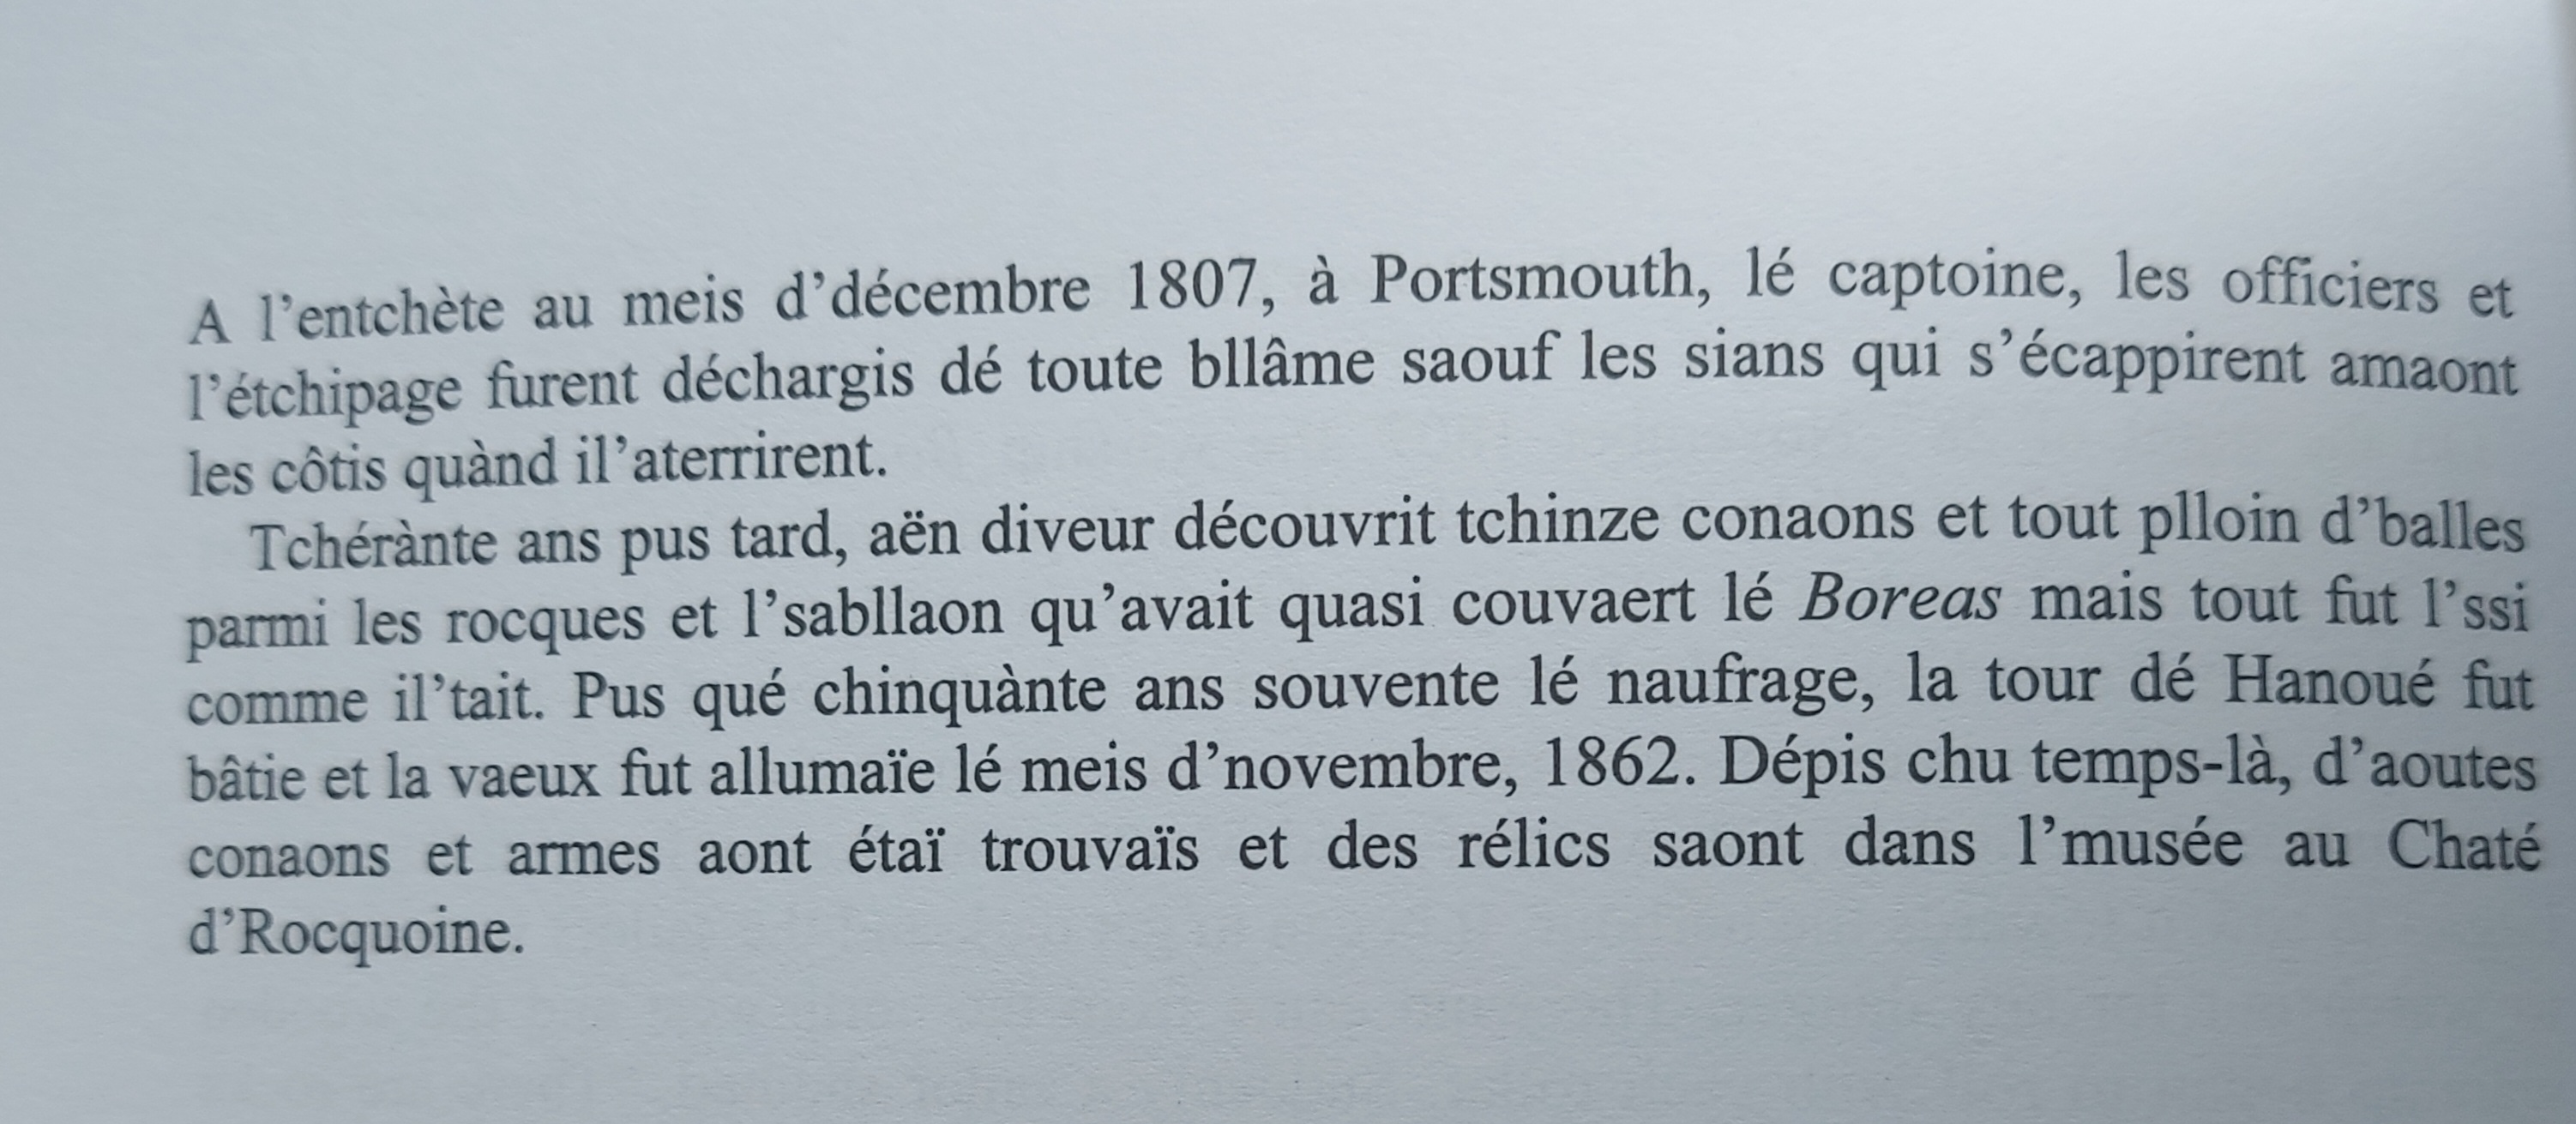 A l’entchète au meis d’décembre 1807, à Portsmouth, lé captoine, les officiers et
l’étchipage furent déchargis dé toute bllâme saouf les sians qui s’écappirent amaont
les côtis quànd il’aterrirent.
Tchérànte ans pus tard, aën diveur découvrit tchinze conaons et tout plloin d’balles
parmi les rocques et l’sabllaon qu’avait quasi couvaert lé Boreas mais tout fut l’ssi
comme il’tait. Pus qué chinquànte ans souvente lé naufrage, la tour dé Hanoué fut
bâtie et la vaeux fut allumaïe lé meis d’novembre, 1862. Dépis chu temps-là, d’aoutes
conaons et armes aont étaï trouvaïs et des rélics saont dans l’musée au Chaté
d’Rocquoine.